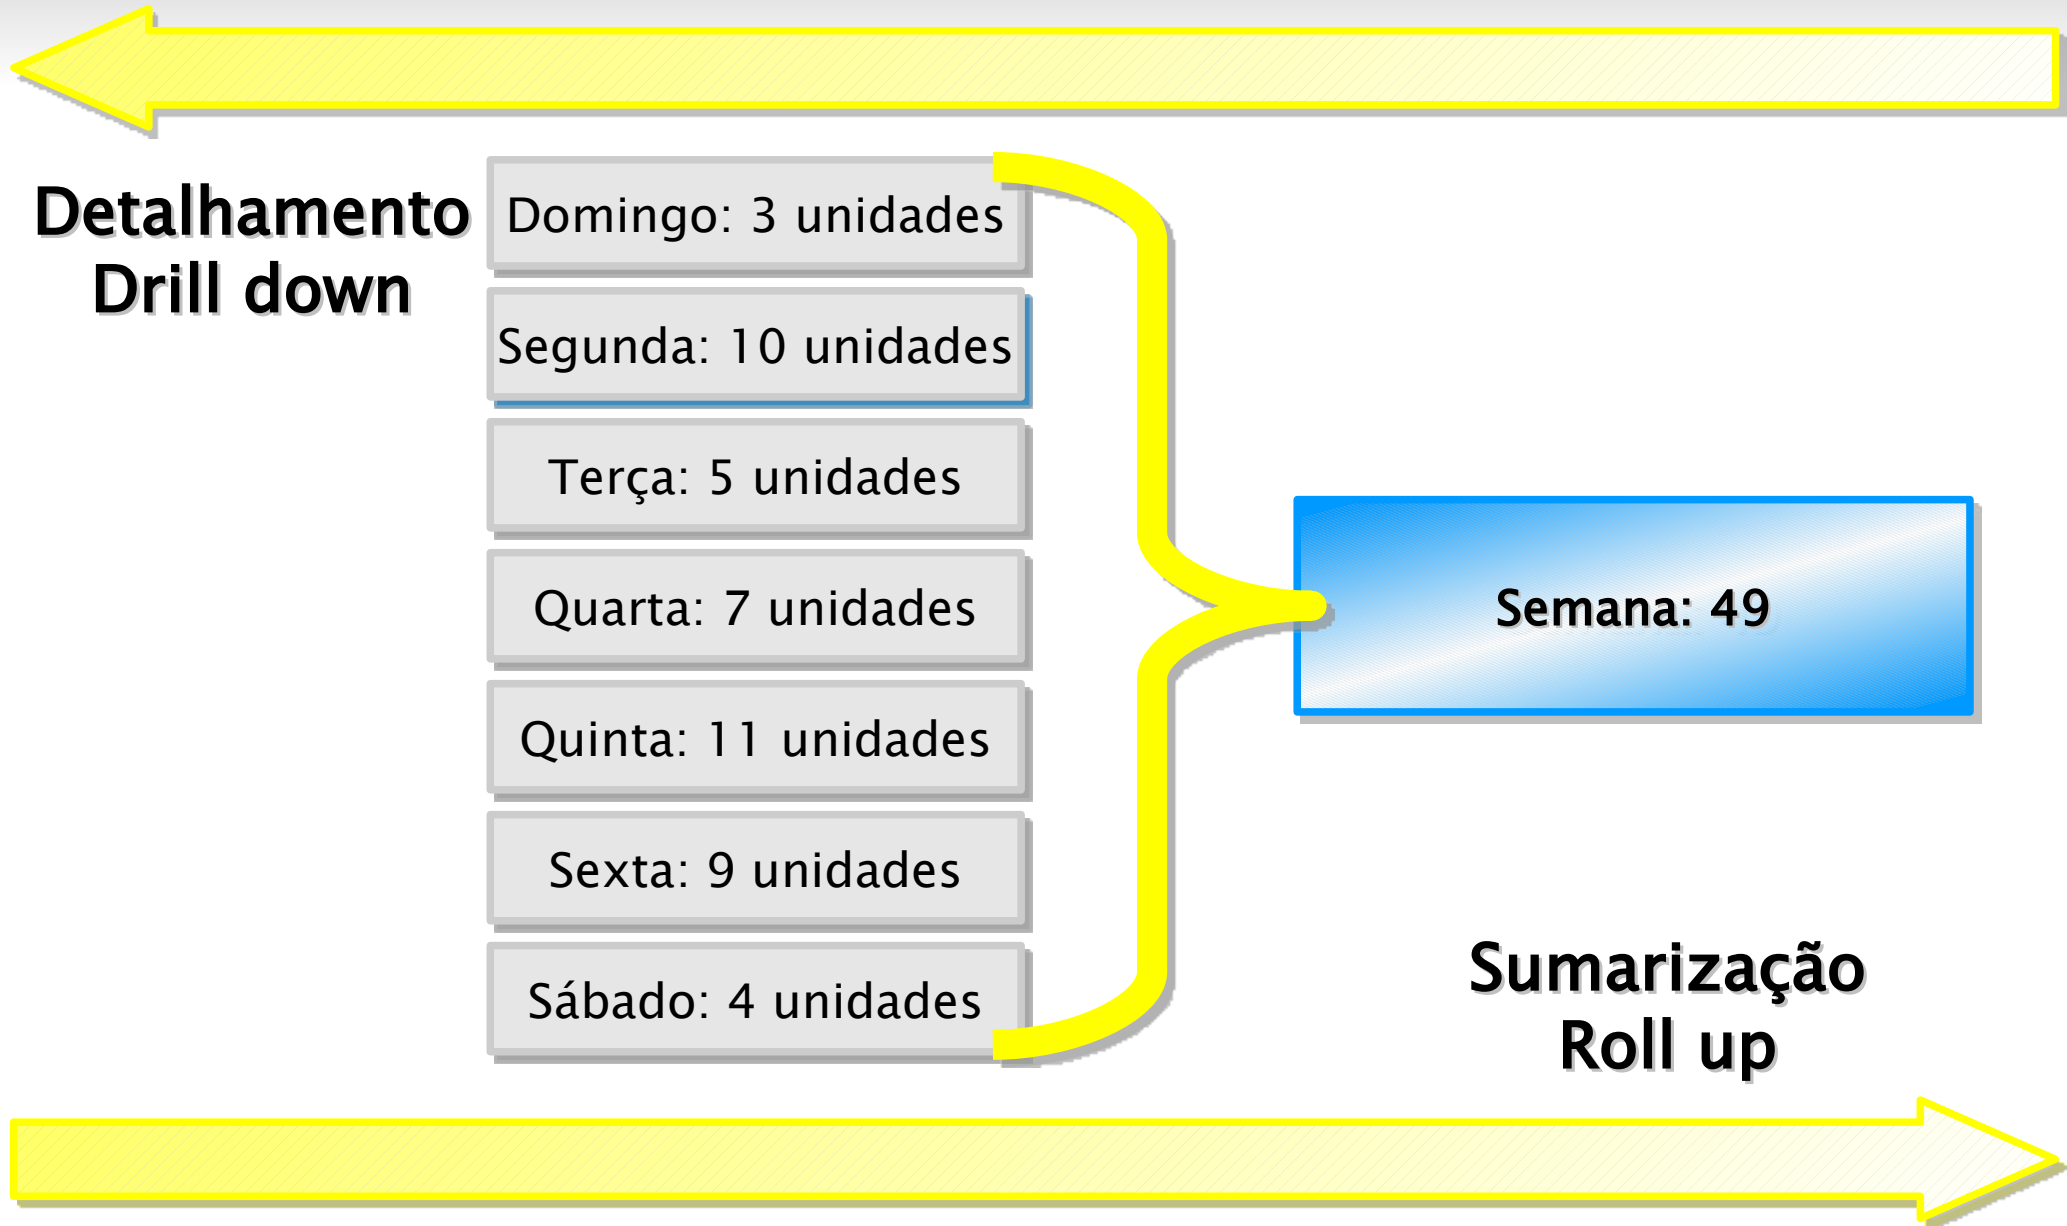 Detalhamento
Drill down
Domingo: 3 unidades
Segunda: 10 unidades
Terça: 5 unidades
Quarta: 7 unidades
Quinta: 11 unidades
Sexta: 9 unidades
Sábado: 4 unidades
Semana: 49
Sumarização
Roll up